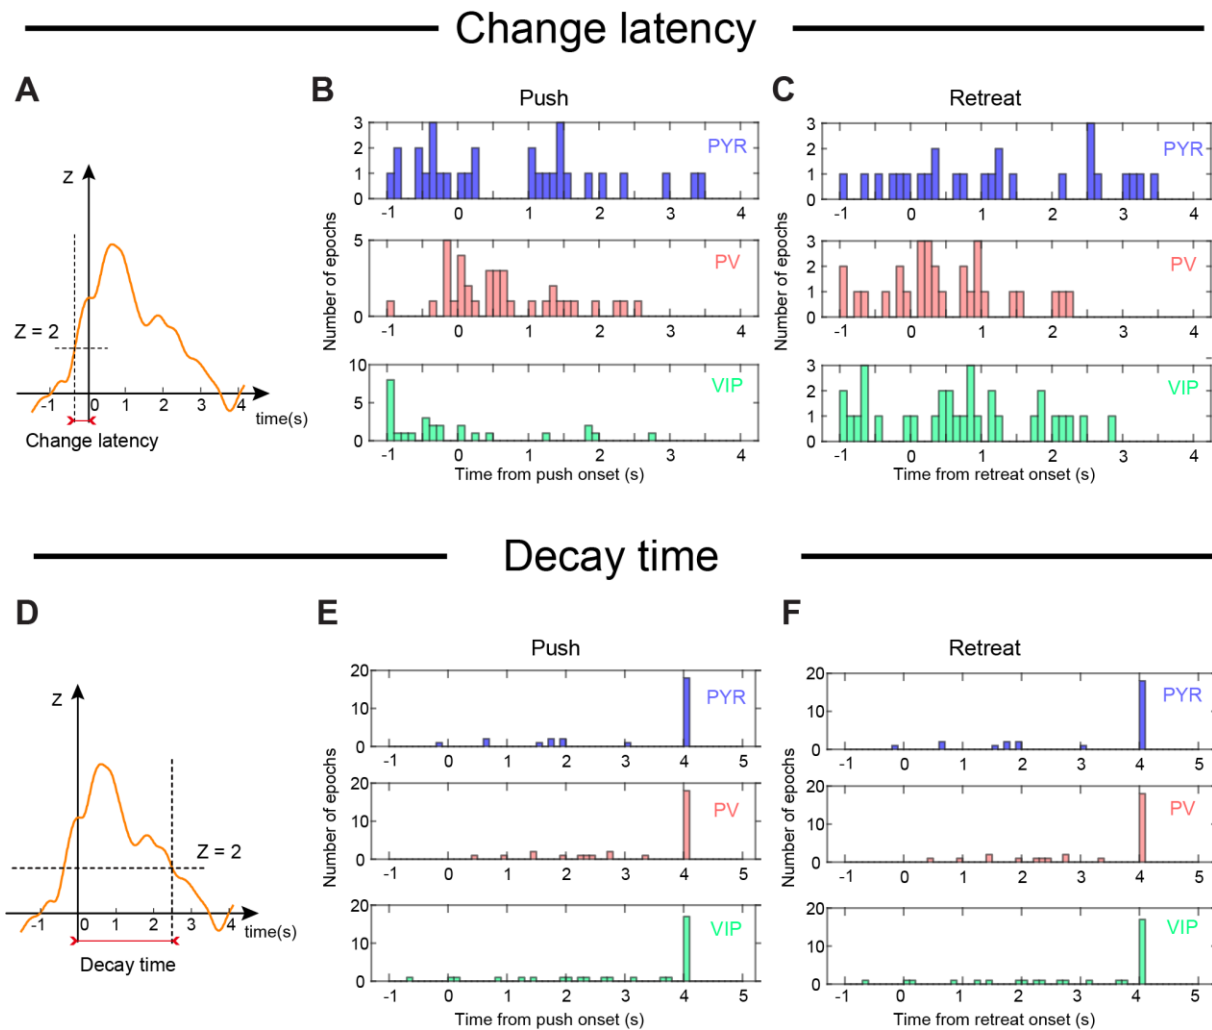 Change latency
A
Z
Z = 2
-1 0 1 2 3 4
time(s)
Change latency
B
Push
Number of epochs
3
2
1
0
PYR
-1 0 1 2 3 4
5
0
PV
-1 0 1 2 3 4
10
5
0
VIP
-1 0 1 2 3 4
Time from push onset (s)
C
Retreat
Number of epochs
3
2
1
0
PYR
-1 0 1 2 3 4
3
2
1
0
PV
-1 0 1 2 3 4
3
2
1
0
VIP
-1 0 1 2 3 4
Time from retreat onset (s)
Decay time
D
Z
Z = 2
-1 0 1 2 3 4
time(s)
Decay time
E
Push
Number of epochs
20
10
0
PYR
-1 0 1 2 3 4 5
20
10
0
PV
-1 0 1 2 3 4 5
20
10
0
VIP
-1 0 1 2 3 4 5
Time from push onset (s)
F
Retreat
Number of epochs
20
10
0
PYR
-1 0 1 2 3 4 5
20
10
0
PV
-1 0 1 2 3 4 5
20
10
0
VIP
-1 0 1 2 3 4 5
Time from retreat onset (s)